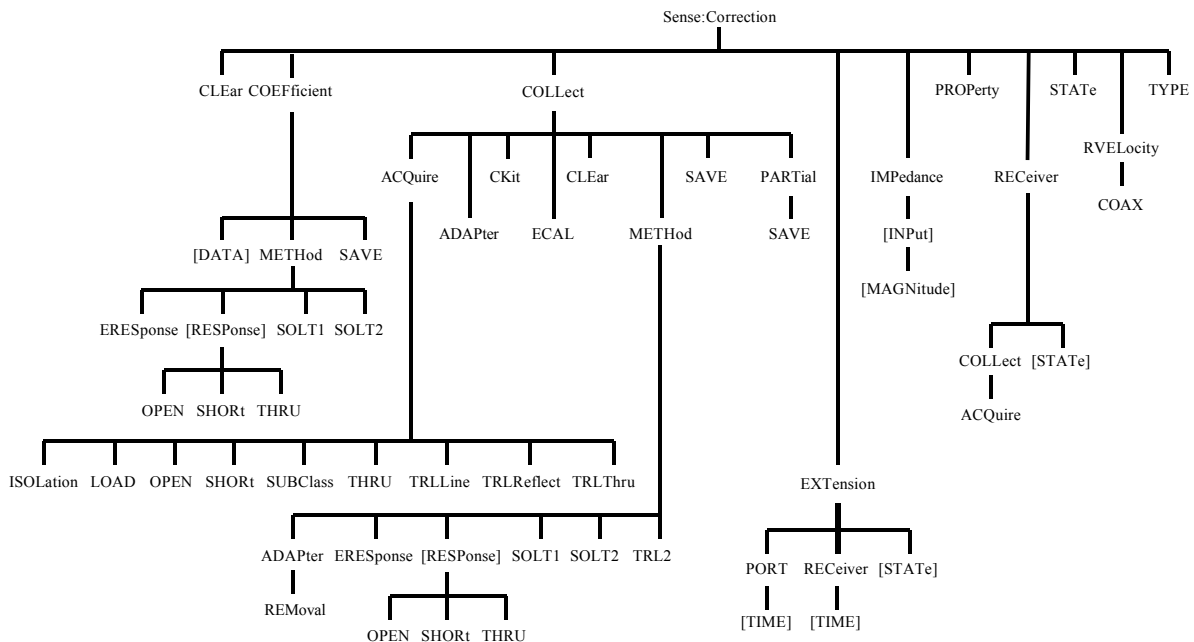 Sense:Correction
CLEar COEFficient COLLect PROPerty STATe TYPE
RVELocity
ACQuire CKit CLEar SAVE PARTial IMPedance RECeiver
COAX
ADAPter ECAL METHod SAVE [INPut]
[DATA] METHod SAVE
[MAGNitude]
ERESponse [RESPonse] SOLT1 SOLT2
COLLect [STATe]
OPEN SHORt THRU ACQuire
ISOLation LOAD OPEN SHORt SUBClass THRU TRLLine TRLReflect TRLThru EXTension
ADAPter ERESponse [RESPonse] SOLT1 SOLT2 TRL2
PORT RECeiver [STATe]
REMoval
[TIME] [TIME]
OPEN SHORt THRU